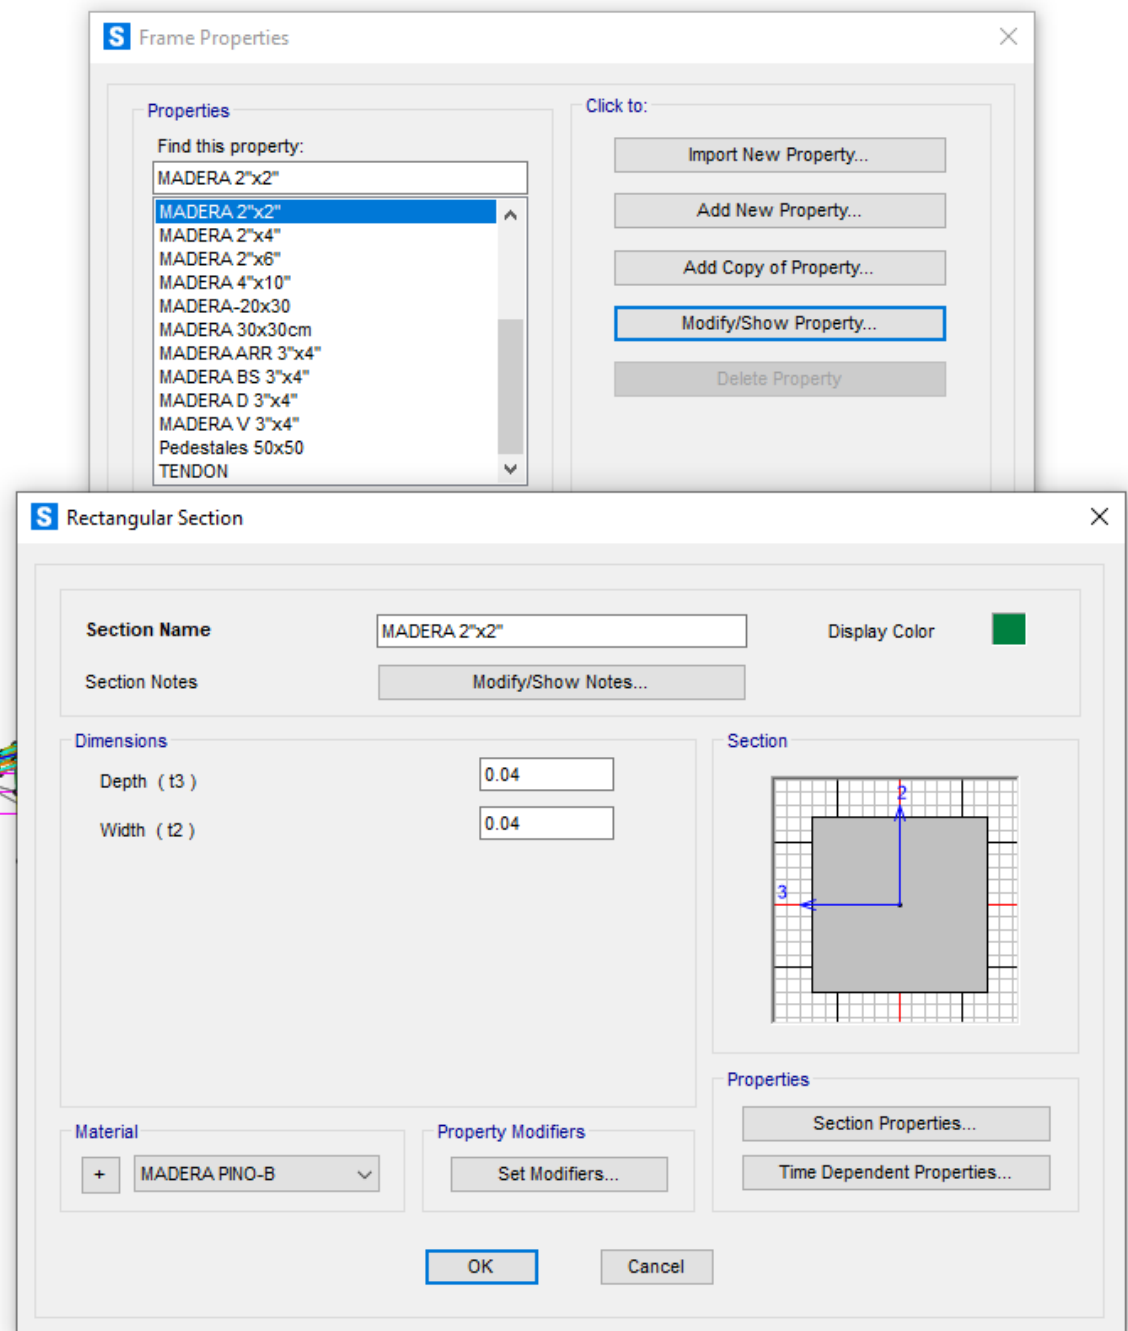 S Frame Properties
Properties
Find this property:
MADERA 2"x2"
MADERA 2"x2"
MADERA 2"x4"
MADERA 2"x6"
MADERA 4"x10"
MADERA-20x30
MADERA 30x30cm
MADERA ARR 3"x4"
MADERA BS 3"x4"
MADERA D 3"x4"
MADERA V 3"x4"
Pedestales 50x50
TENDON
Click to:
Import New Property...
Add New Property...
Add Copy of Property...
Modify/Show Property...
Delete Property
S Rectangular Section
Section Name
MADERA 2"x2"
Display Color
Section Notes
Modify/Show Notes...
Dimensions
Depth ( t3 )
0.04
Width ( t2 )
0.04
Section
2
3
Properties
Section Properties...
Time Dependent Properties...
Material
+
MADERA PINO-B
Property Modifiers
Set Modifiers...
OK
Cancel